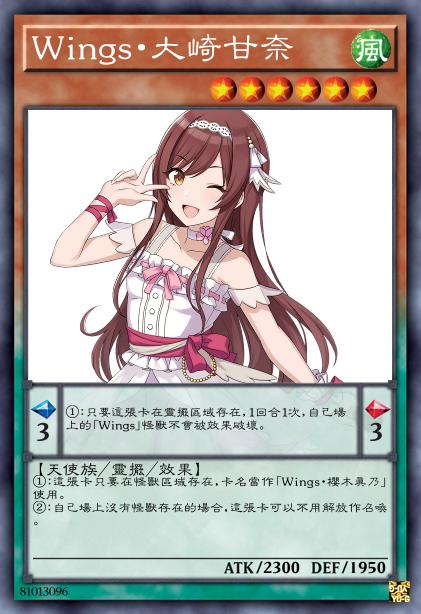 Wings・大崎甘奈
風
①:只要這張卡在靈擺區域存在,1回合1次,自己場
上的「Wings」怪獸不會被效果破壞。
3
3
【天使族／靈擺／效果】
①:這張卡只要在怪獸區域存在,卡名當作「Wings・櫻木真乃」
使用。
②:自己場上沒有怪獸存在的場合,這張卡可以不用解放作召喚
。
ATK/2300 DEF/1950
81013096